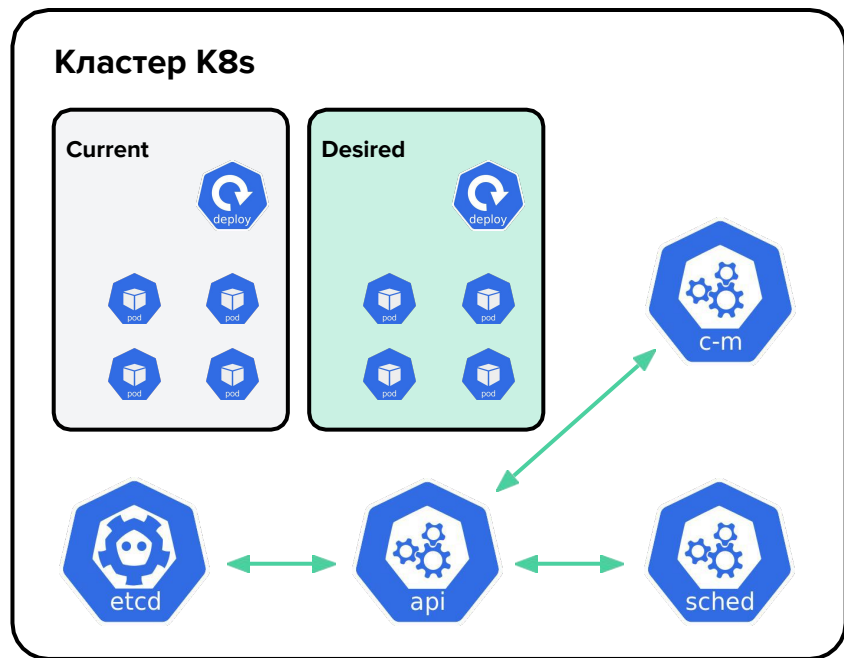 Кластер K8s
Current
Desired
deploy
deploy
pod
pod
pod
pod
pod
pod
pod
pod
c-m
etcd
api
sched